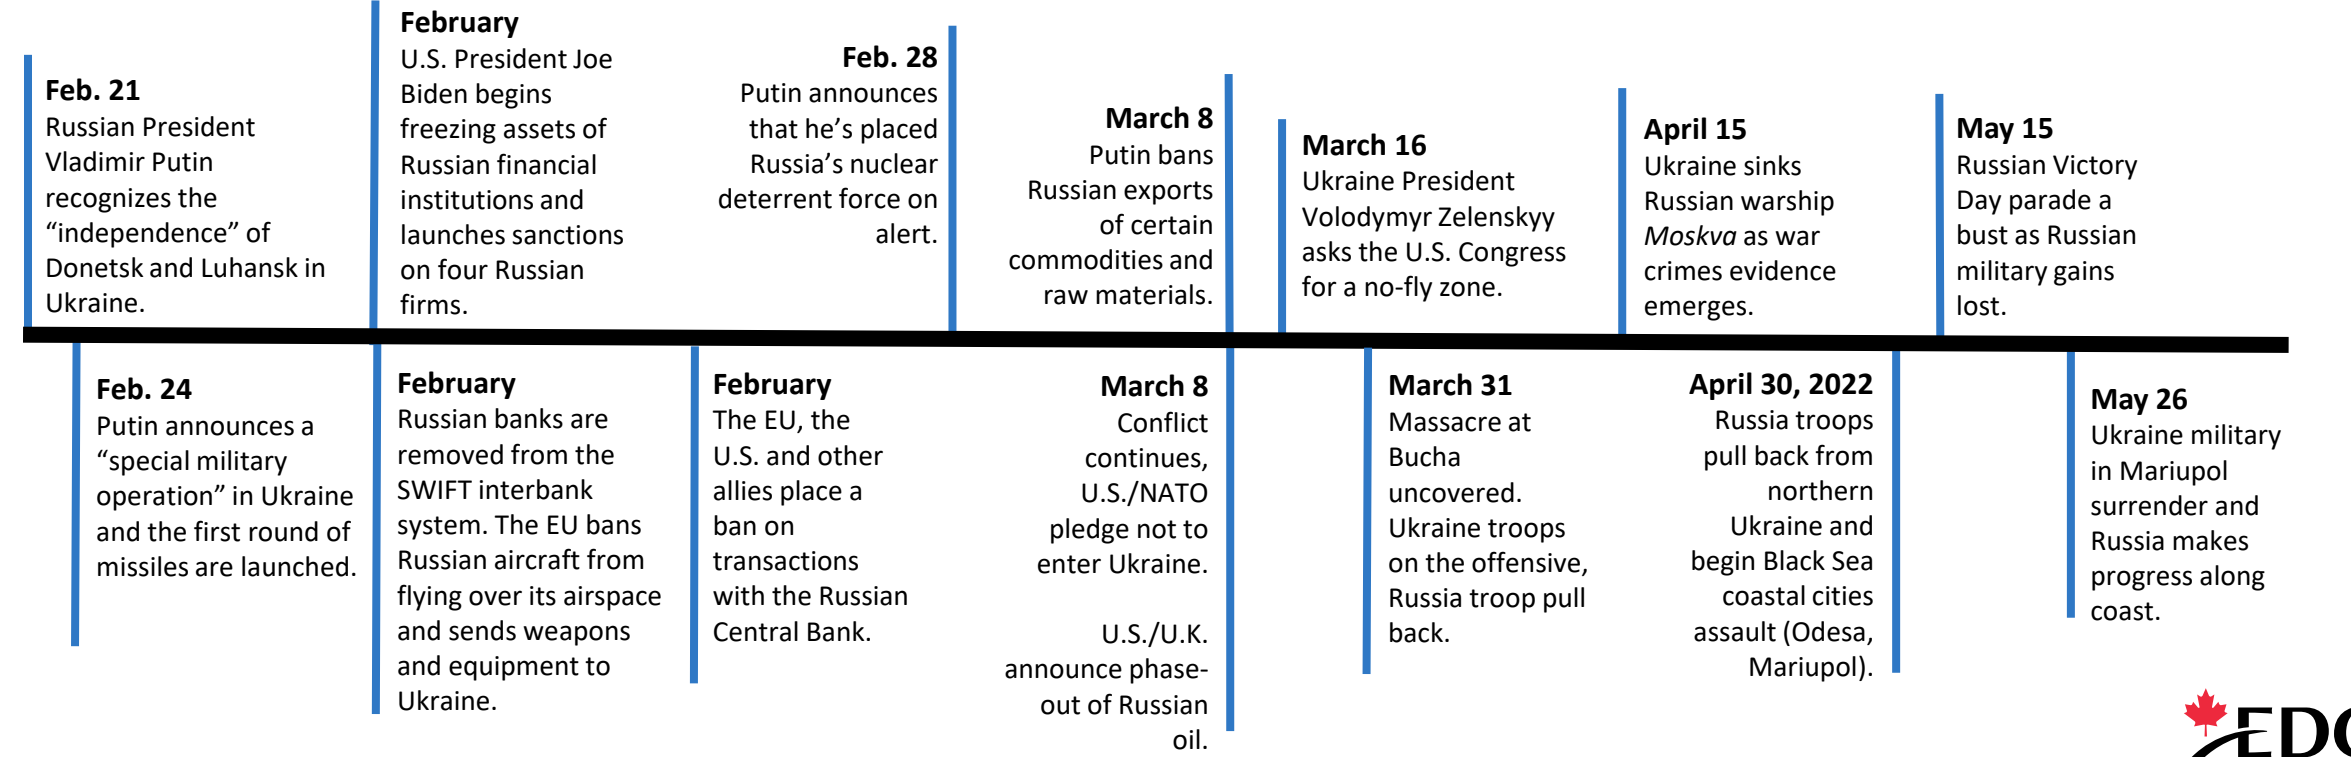 Feb. 21
Russian President
Vladimir Putin
recognizes the
“independence” of
Donetsk and Luhansk in
Ukraine.
February
U.S. President Joe
Biden begins
freezing assets of
Russian financial
institutions and
launches sanctions
on four Russian
firms.
Feb. 28
Putin announces
that he’s placed
Russia’s nuclear
deterrent force on
alert.
March 8
Putin bans
Russian exports
of certain
commodities and
raw materials.
March 16
Ukraine President
Volodymyr Zelenskyy
asks the U.S. Congress
for a no-fly zone.
April 15
Ukraine sinks
Russian warship
Moskva as war
crimes evidence
emerges.
May 15
Russian Victory
Day parade a
bust as Russian
military gains
lost.
Feb. 24
Putin announces a
“special military
operation” in Ukraine
and the first round of
missiles are launched.
February
Russian banks are
removed from the
SWIFT interbank
system. The EU bans
Russian aircraft from
flying over its airspace
and sends weapons
and equipment to
Ukraine.
February
The EU, the
U.S. and other
allies place a
ban on
transactions
with the Russian
Central Bank.
March 8
Conflict
continues,
U.S./NATO
pledge not to
enter Ukraine.
U.S./U.K.
announce phase-
out of Russian
oil.
March 31
Massacre at
Bucha
uncovered.
Ukraine troops
on the offensive,
Russia troop pull
back.
April 30, 2022
Russia troops
pull back from
northern
Ukraine and
begin Black Sea
coastal cities
assault (Odesa,
Mariupol).
May 26
Ukraine military
in Mariupol
surrender and
Russia makes
progress along
coast.
EDC